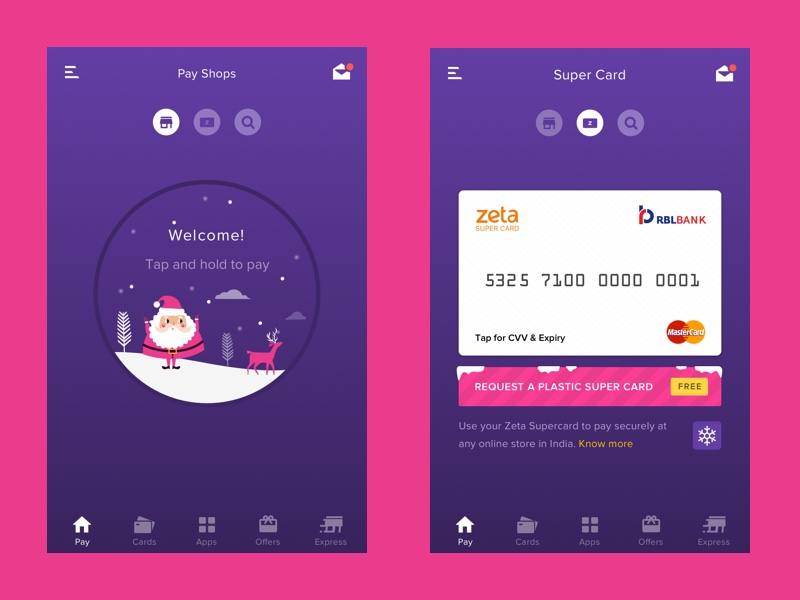 Pay Shops
Welcome!
Tap and hold to pay
Pay
Cards
Apps
Offers
Express
Super Card
z
zeta
SUPER CARD
RBLBANK
5325 7100 0000 0001
Tap for CVV & Expiry
MasterCard
REQUEST A PLASTIC SUPER CARD
FREE
Use your Zeta Supercard to pay securely at
any online store in India. Know more
Pay
Cards
Apps
Offers
Express